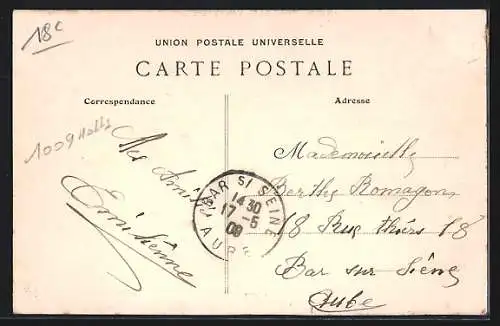 18c
UNION POSTALE UNIVERSELLE
CARTE POSTALE
Correspondance
Adresse
1009
Mes Amitiés
BAR S/ SEINE
14 30
17 -5
09
AUBE
Mademoiselle
Berthe Romagon
18 Rue thiers 18
Bar sur Seine
Aube